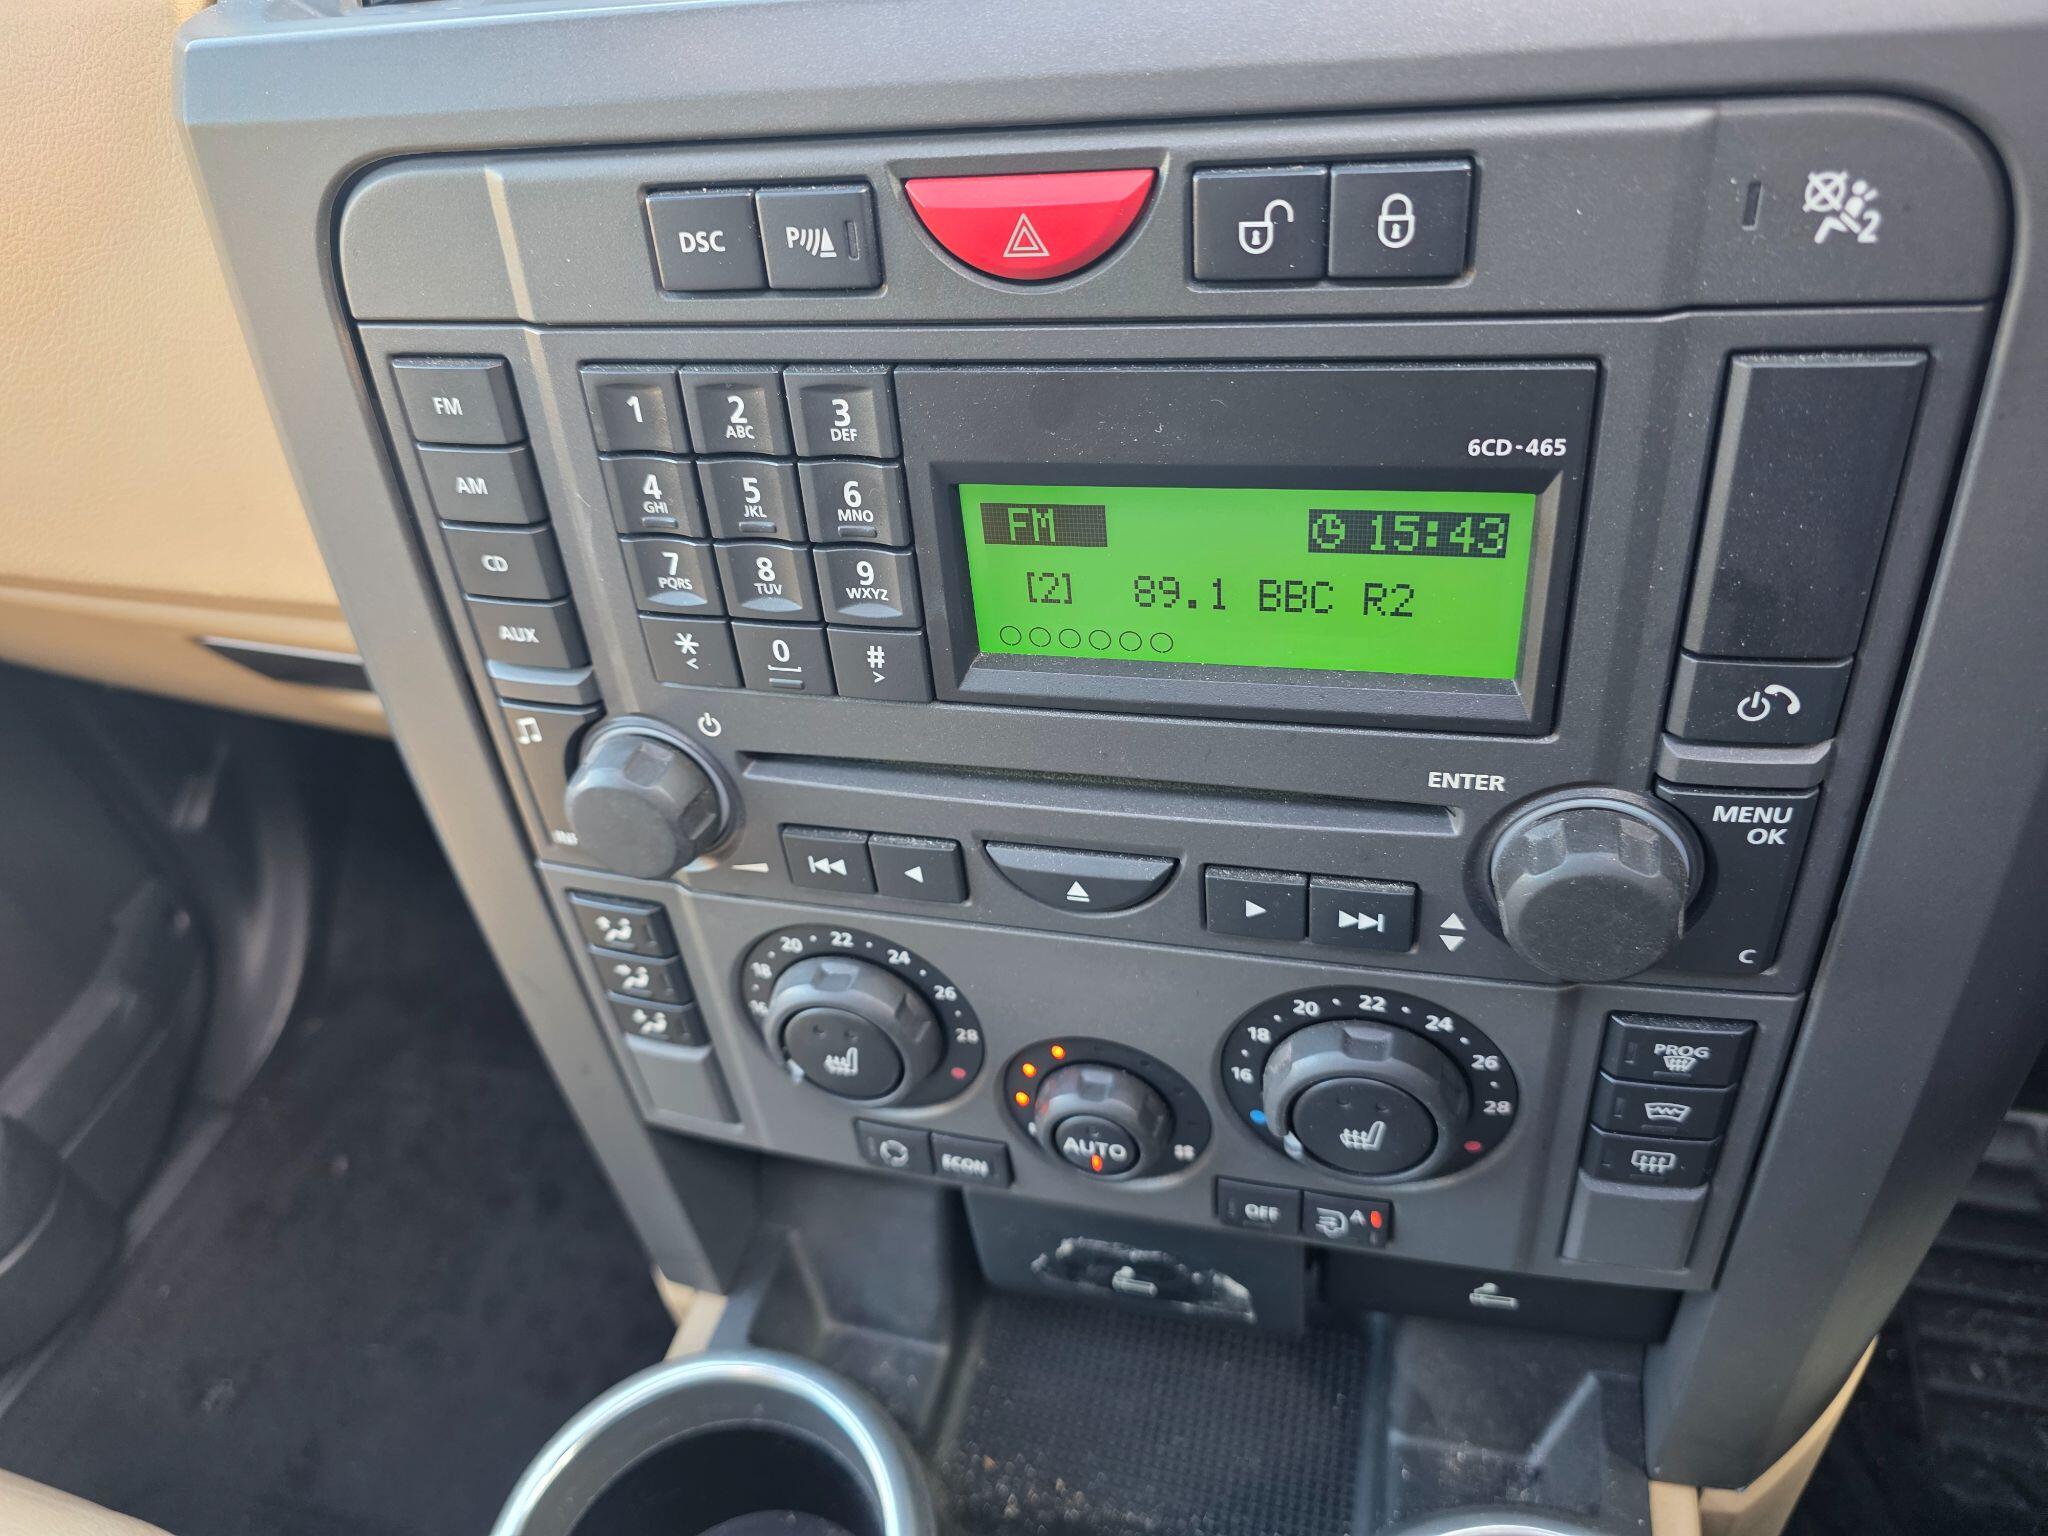 DSC P
2
FM
AM
CD
AUX
1 2 ABC 3 DEF
4 GHI 5 JKL 6 MNO
7 PQRS 8 TUV 9 WXYZ
* < 0 # >
6CD-465
FM 15:43
[2] 89.1 BBC R2
ENTER
MENU
OK
C
16 18 20 22 24 26 28
AUTO
16 18 20 22 24 26 28
PROG
ECON
OFF A